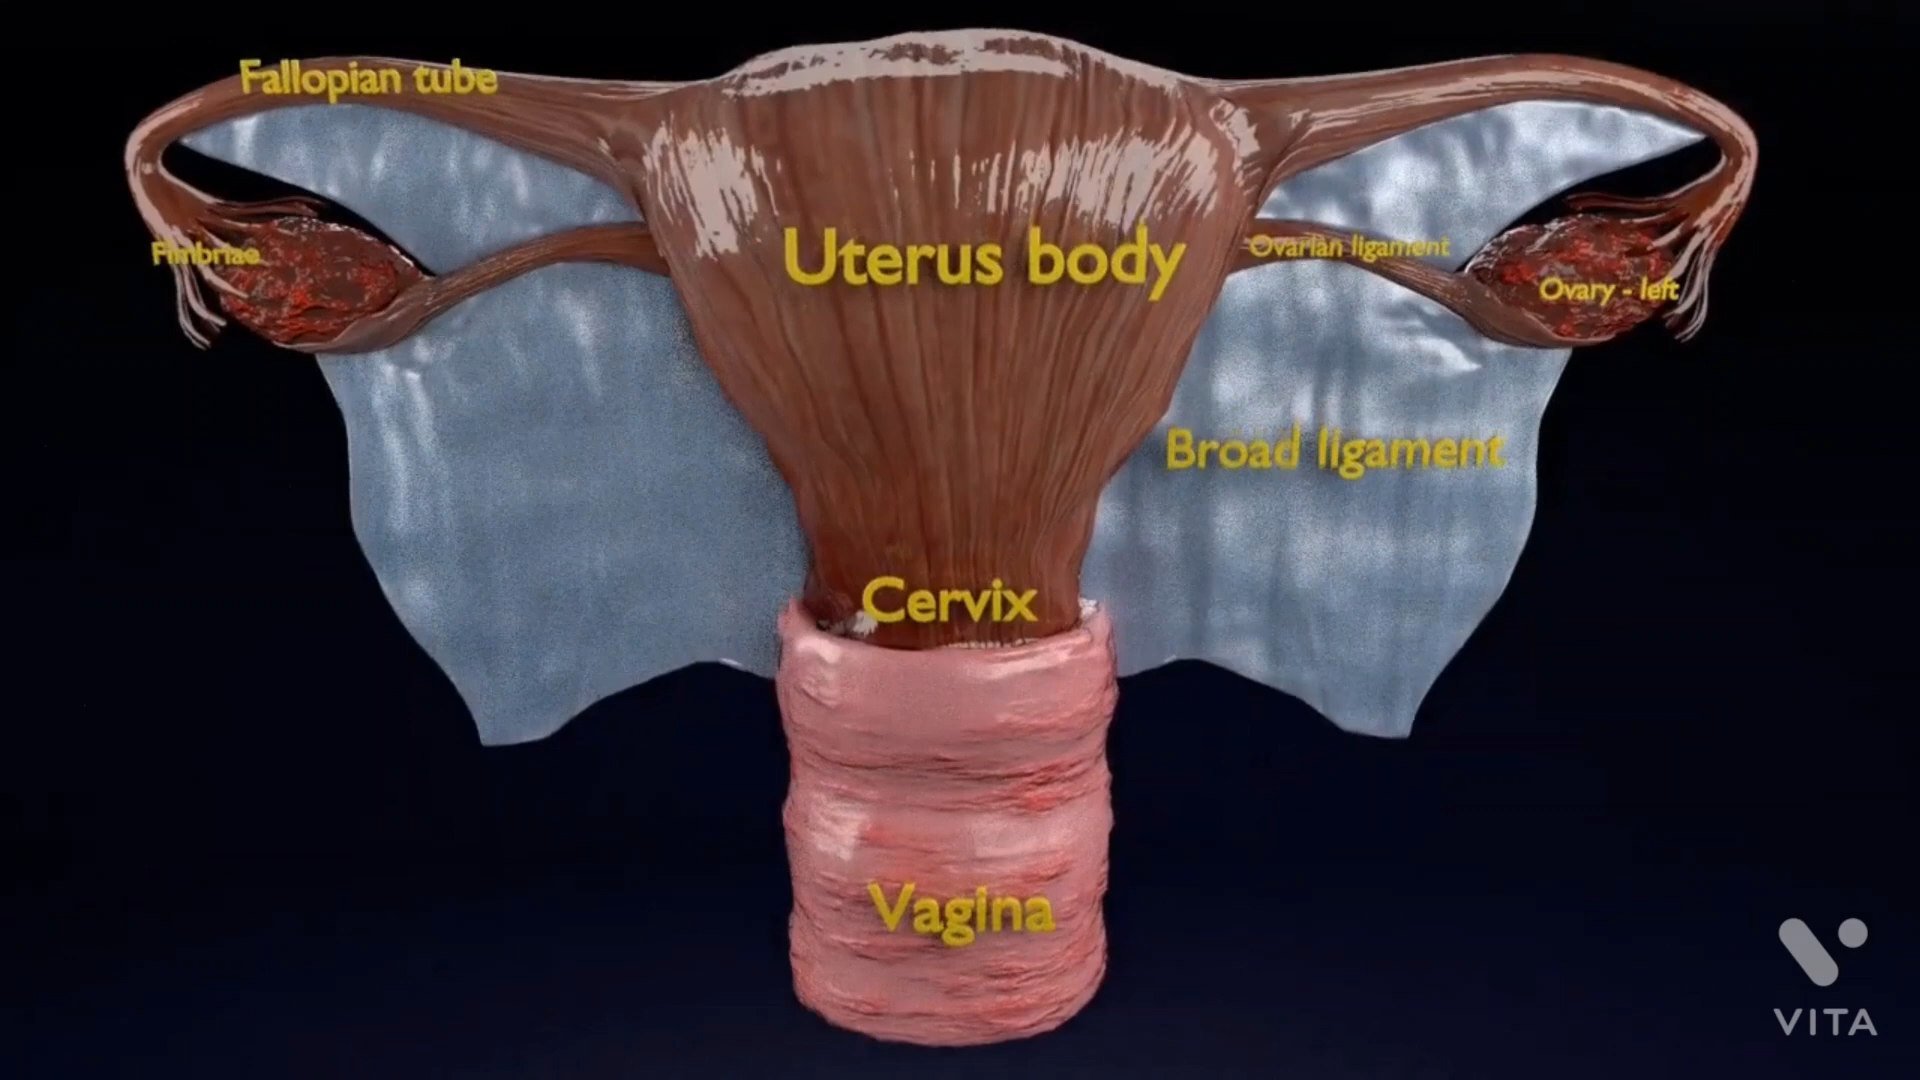 Fallopian tube
Fimbriae
Uterus body
Ovarian ligament
Ovary - left
Broad ligament
Cervix
Vagina
VITA